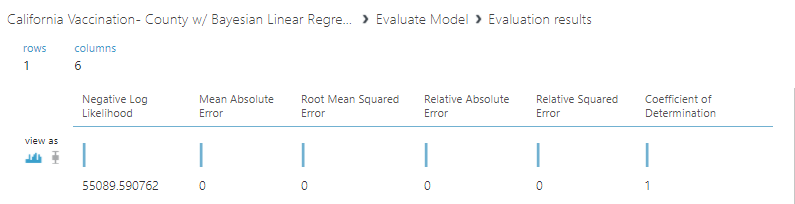 California Vaccination- County w/ Bayesian Linear Regre... > Evaluate Model > Evaluation results
rows columns
1 6
Negative Log Likelihood Mean Absolute Error Root Mean Squared Error Relative Absolute Error Relative Squared Error Coefficient of Determination
view as
55089.590762 0 0 0 0 1